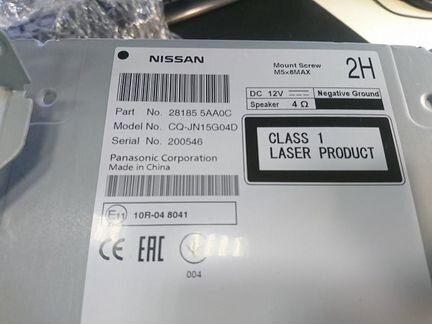 NISSAN
Mount Screw
M5×8MAX
2H
DC 12V
Negative Ground
Speaker 4 Ω
Part No. 28185 5AA0C
Model No. CQ-JN15G04D
Serial No. 200546
CLASS 1
LASER PRODUCT
Panasonic Corporation
Made in China
E11 10R-04 8041
CE EAC
004